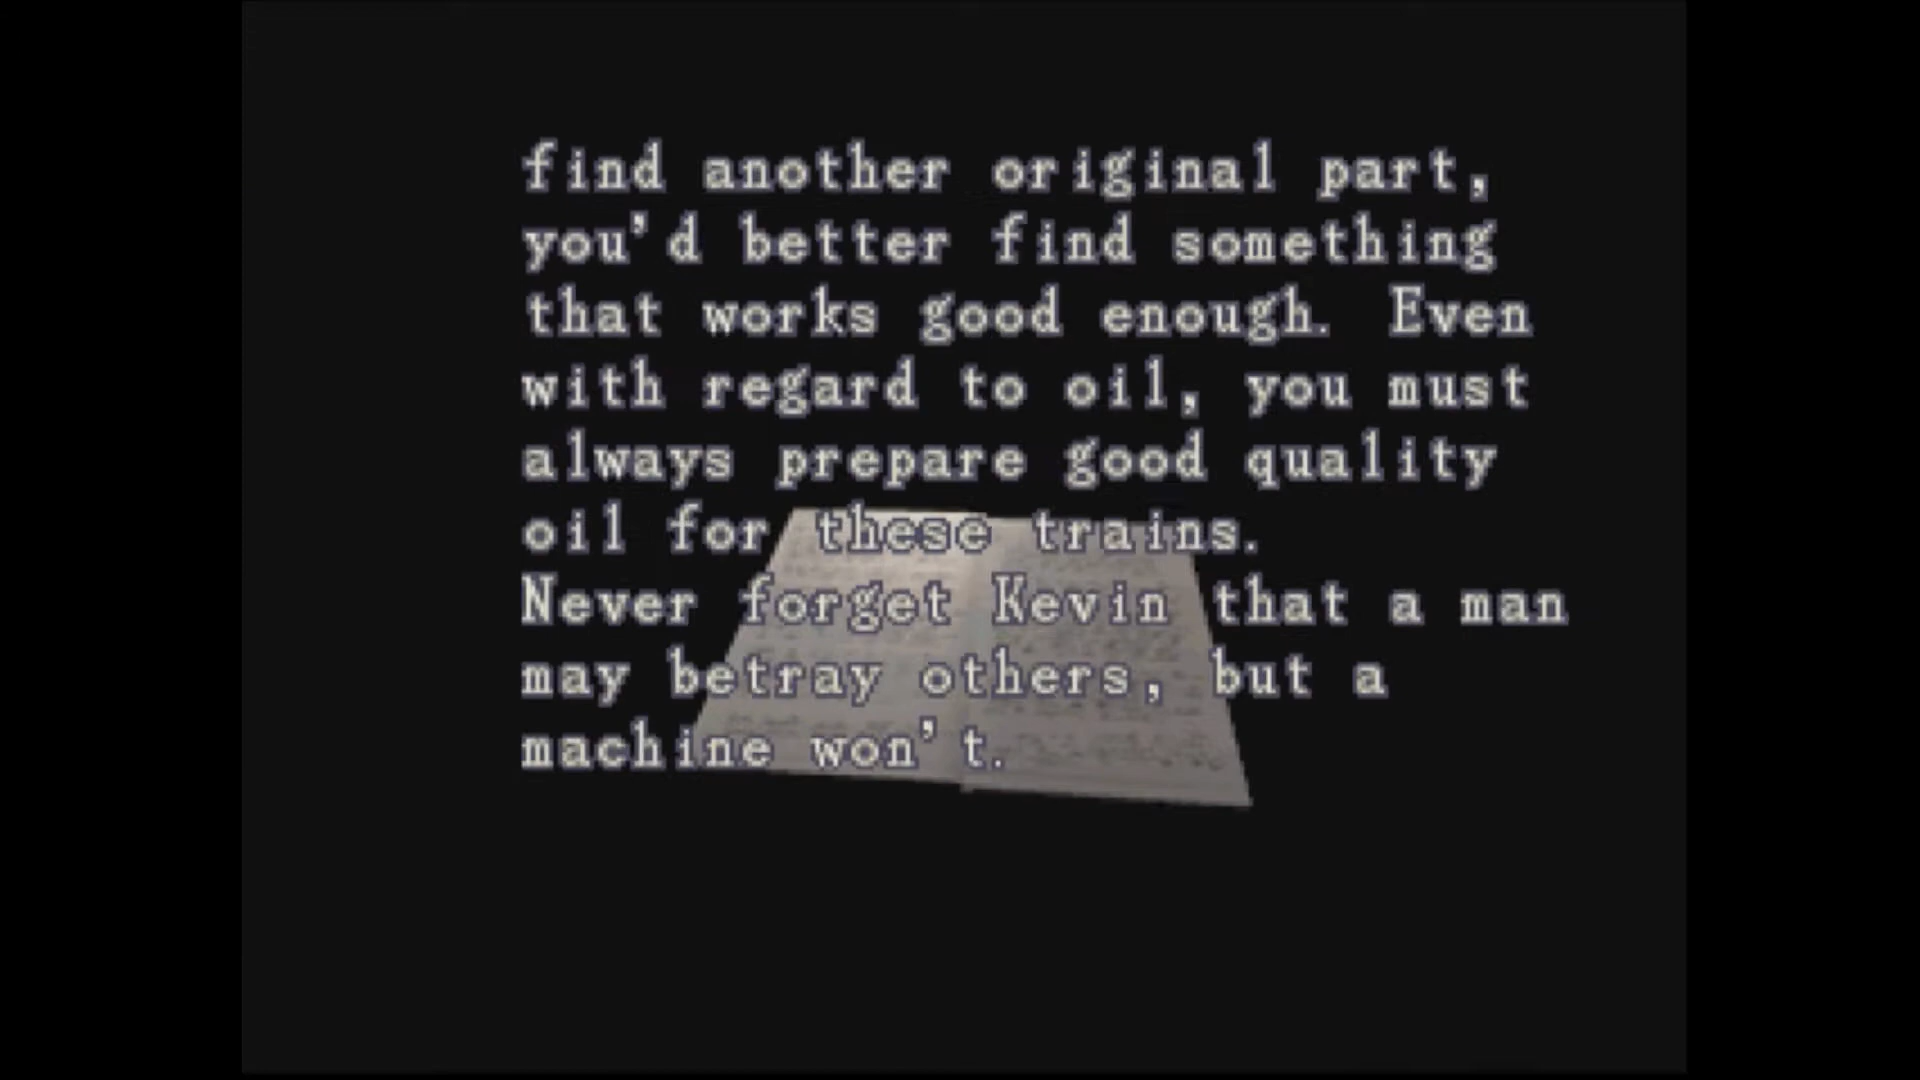 find another original part,
you'd better find something
that works good enough. Even
with regard to oil, you must
always prepare good quality
oil for these trains.
Never forget Kevin that a man
may betray others, but a
machine won't.